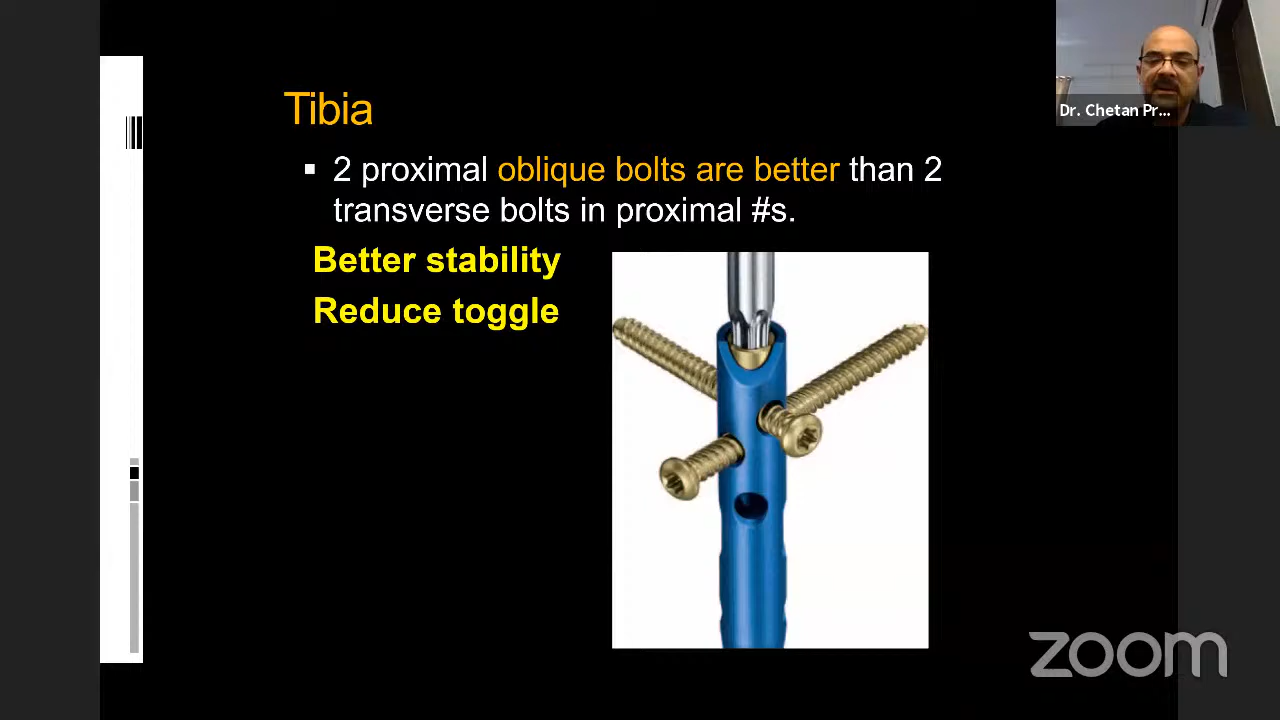 Tibia
2 proximal oblique bolts are better than 2
transverse bolts in proximal #s.
Better stability
Reduce toggle
Dr. Chetan Pr...
zoom